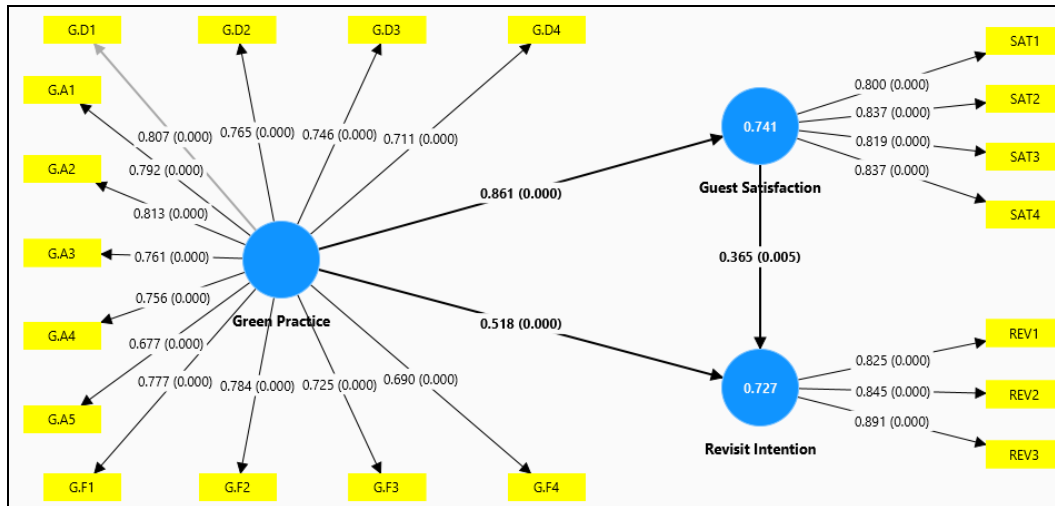 G.D1
G.D2
G.D3
G.D4
SAT1
G.A1
0.800 (0.000)
SAT2
0.807 (0.000)
0.765 (0.000)
0.746 (0.000)
0.711 (0.000)
0.741
0.837 (0.000)
0.819 (0.000)
SAT3
G.A2
0.792 (0.000)
0.837 (0.000)
Guest Satisfaction
0.861 (0.000)
0.813 (0.000)
SAT4
G.A3
0.761 (0.000)
0.365 (0.005)
0.756 (0.000)
Green Practice
0.518 (0.000)
G.A4
0.677 (0.000)
REV1
0.777 (0.000)
0.784 (0.000)
0.725 (0.000)
0.690 (0.000)
0.825 (0.000)
0.727
0.845 (0.000)
REV2
G.A5
0.891 (0.000)
Revisit Intention
REV3
G.F1
G.F2
G.F3
G.F4